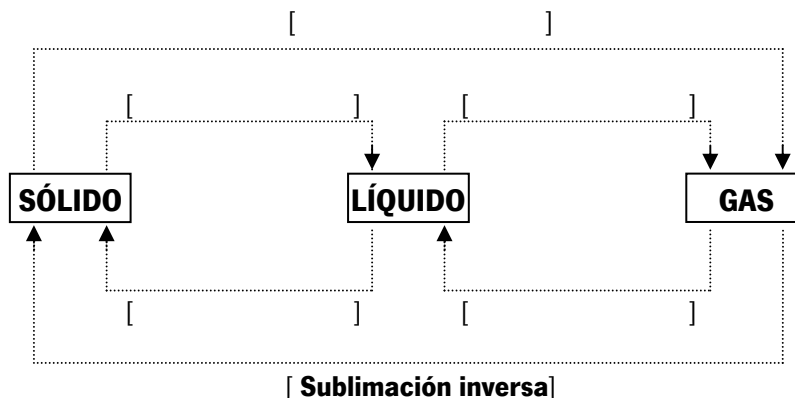 [ ]
[ ] [ ]
SÓLIDO LÍQUIDO GAS
[ ] [ ]
[ Sublimación inversa]